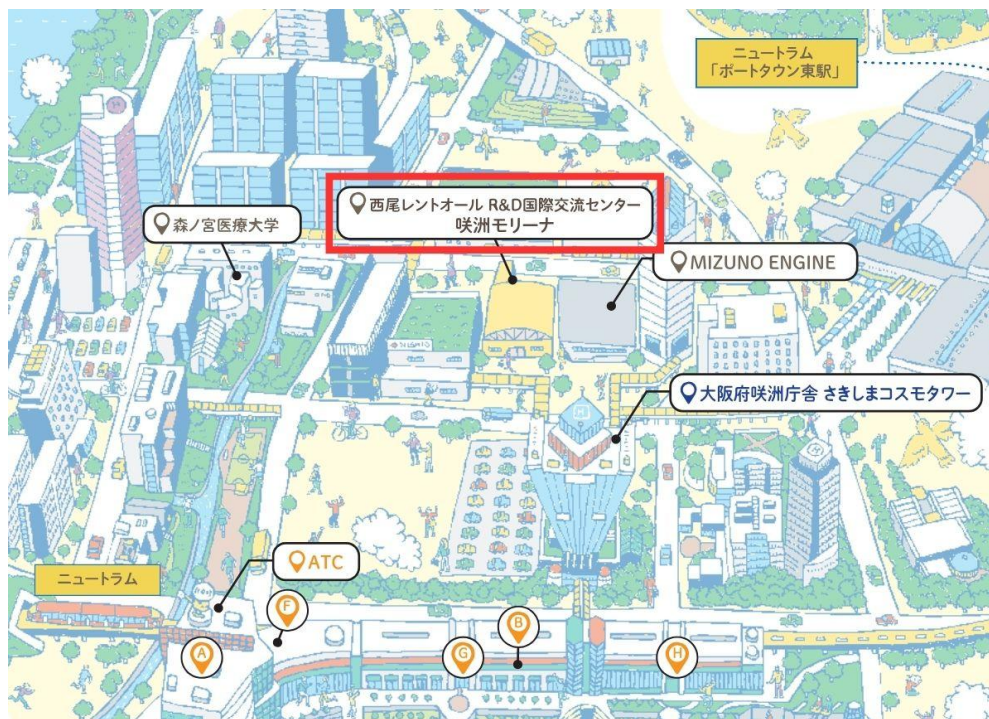 ニュートラム
「ポートタウン東駅」
西尾レントオール R&D国際交流センター
咲洲モリーナ
森ノ宮医療大学
MIZUNO ENGINE
大阪府咲洲庁舎 さきしまコスモタワー
ATC
ニュートラム
F
B
A
G
H